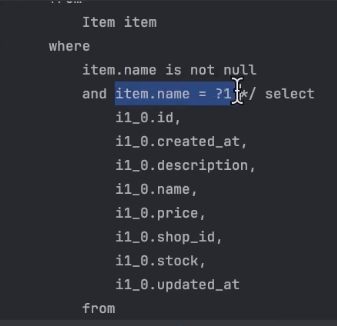 Item item
where
item.name is not null
and item.name = ?1 */ select
i1_0.id,
i1_0.created_at,
i1_0.description,
i1_0.name,
i1_0.price,
i1_0.shop_id,
i1_0.stock,
i1_0.updated_at
from